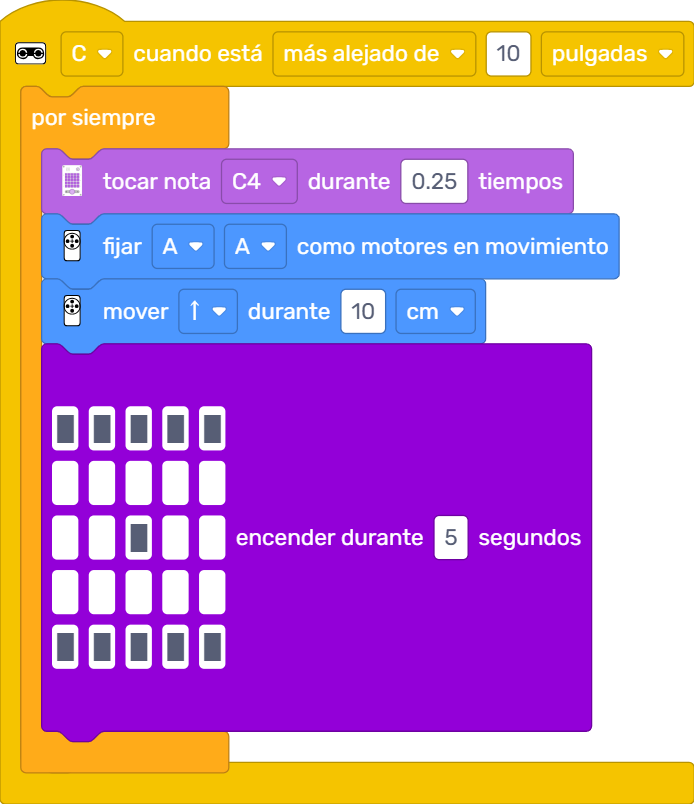 C cuando está más alejado de 10 pulgadas
por siempre
tocar nota C4 durante 0.25 tiempos
fijar A A como motores en movimiento
mover ↑ durante 10 cm
encender durante 5 segundos